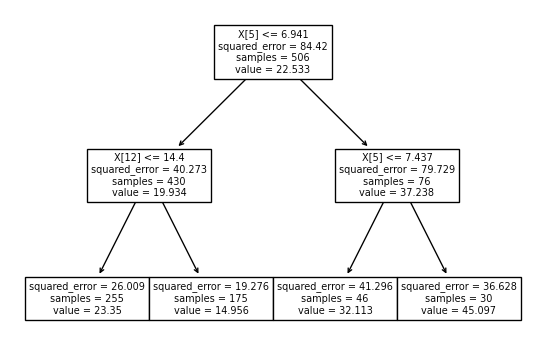 X[5] <= 6.941
squared_error = 84.42
samples = 506
value = 22.533
X[12] <= 14.4
squared_error = 40.273
samples = 430
value = 19.934
X[5] <= 7.437
squared_error = 79.729
samples = 76
value = 37.238
squared_error = 26.009
samples = 255
value = 23.35
squared_error = 19.276
samples = 175
value = 14.956
squared_error = 41.296
samples = 46
value = 32.113
squared_error = 36.628
samples = 30
value = 45.097